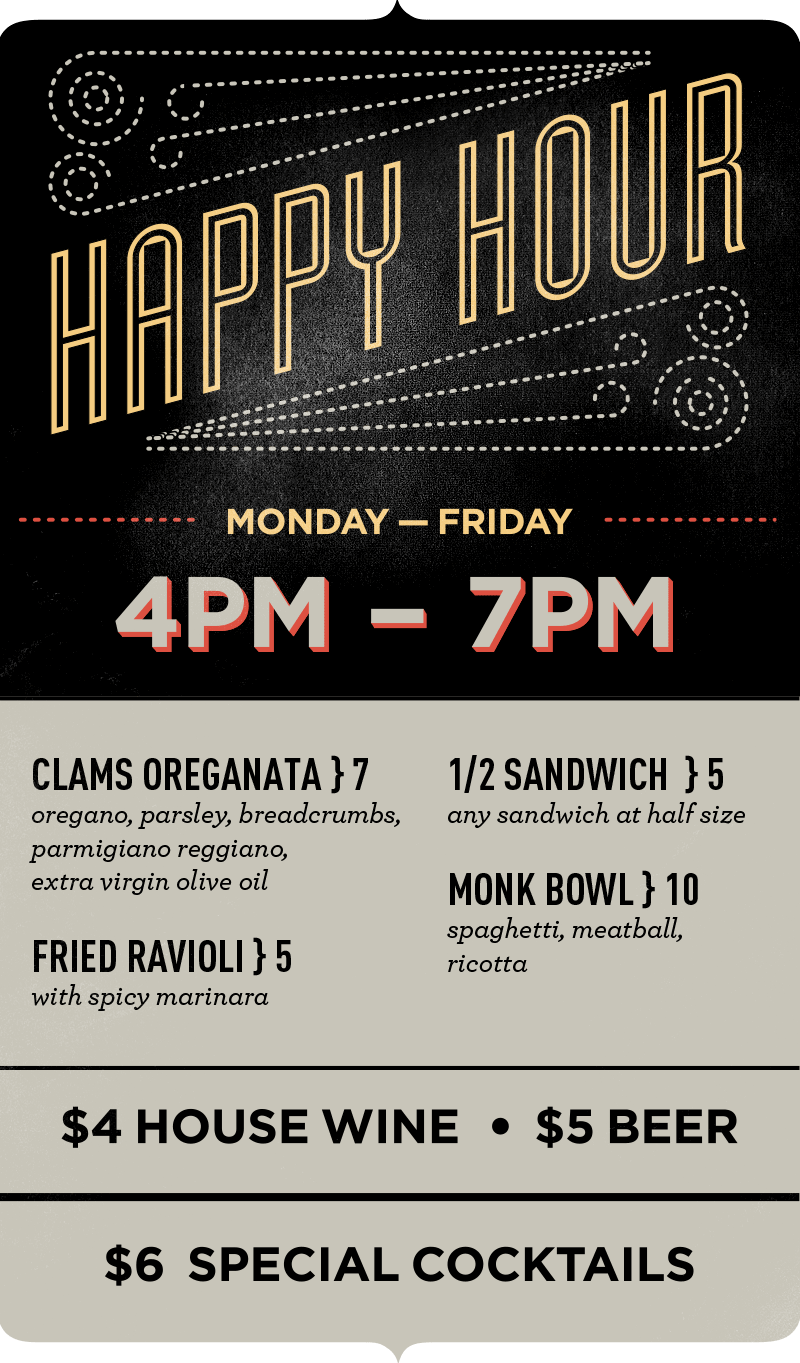 HAPPY HOUR
MONDAY — FRIDAY
4PM – 7PM
CLAMS OREGANATA } 7
oregano, parsley, breadcrumbs,
parmigiano reggiano,
extra virgin olive oil
FRIED RAVIOLI } 5
with spicy marinara
1/2 SANDWICH } 5
any sandwich at half size
MONK BOWL } 10
spaghetti, meatball,
ricotta
$4 HOUSE WINE • $5 BEER
$6 SPECIAL COCKTAILS